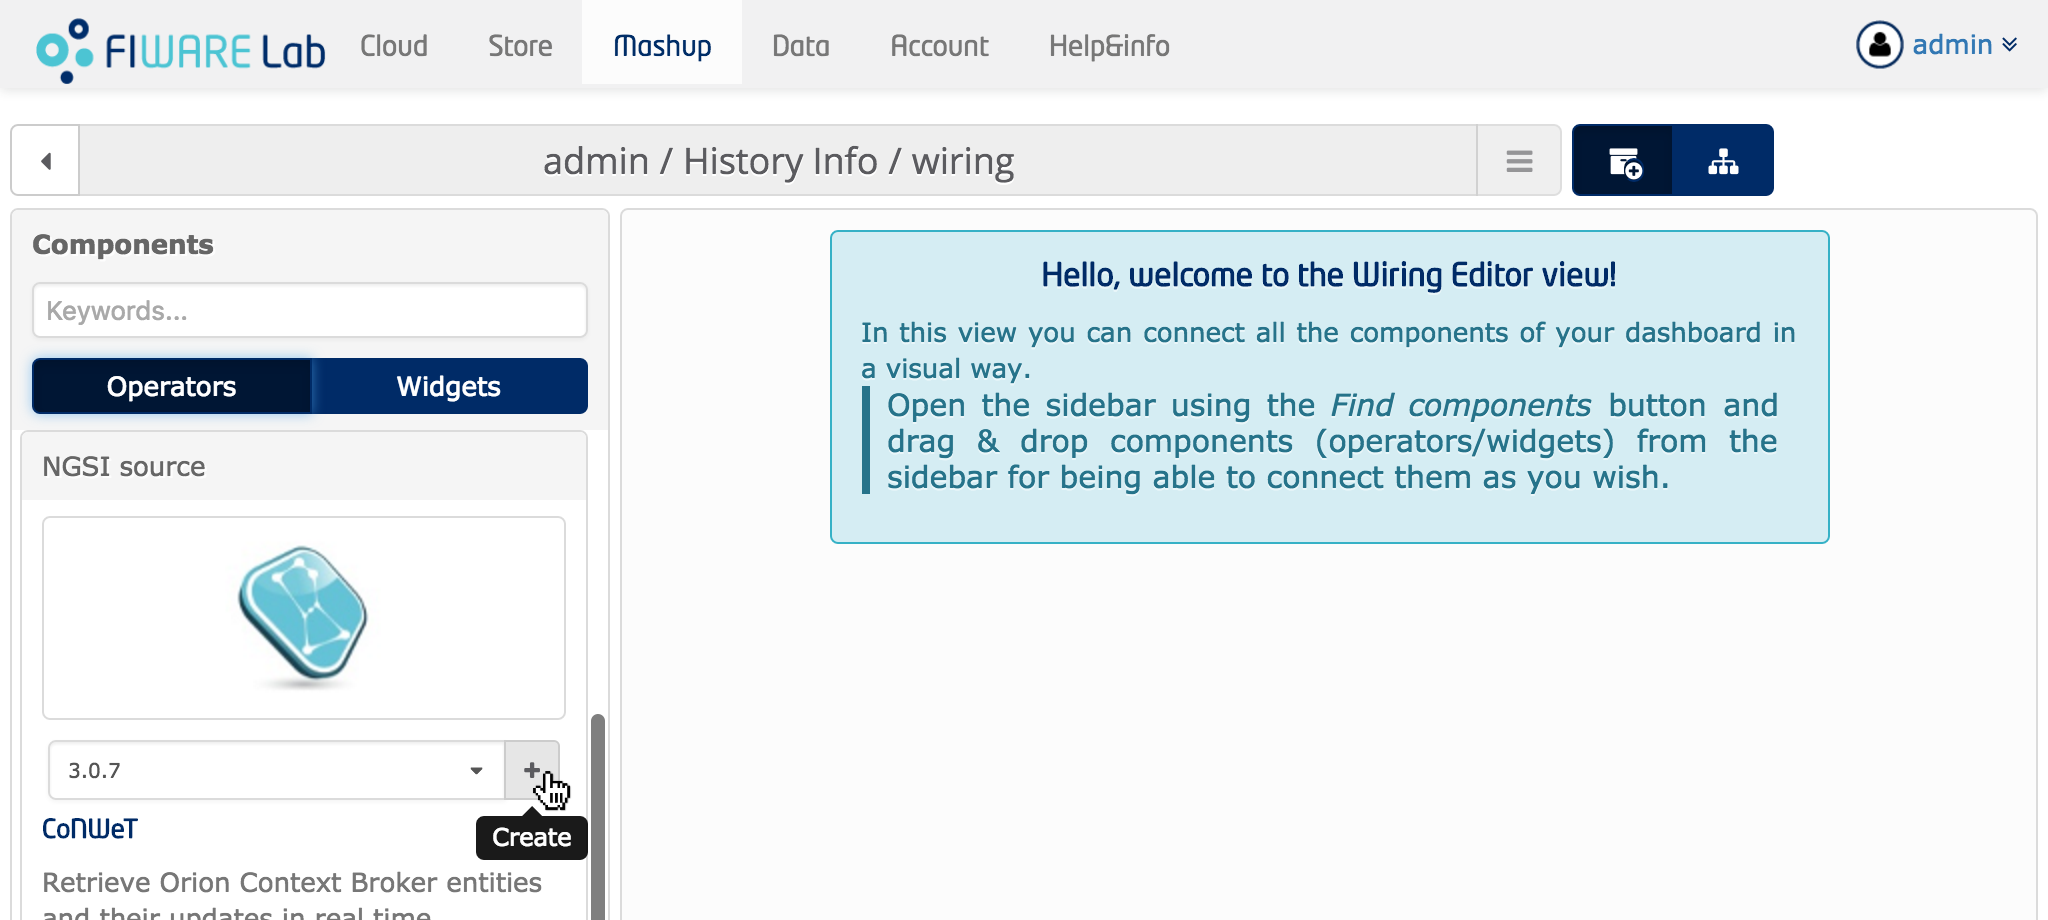 FIWARE Lab
Cloud
Store
Mashup
Data
Account
Help&info
admin
admin / History Info / wiring
Components
Keywords...
Operators
Widgets
NGSI source
3.0.7
CoNWeT
Create
Retrieve Orion Context Broker entities
and their updates in real time.
Hello, welcome to the Wiring Editor view!
In this view you can connect all the components of your dashboard in
a visual way.
Open the sidebar using the Find components button and
drag & drop components (operators/widgets) from the
sidebar for being able to connect them as you wish.